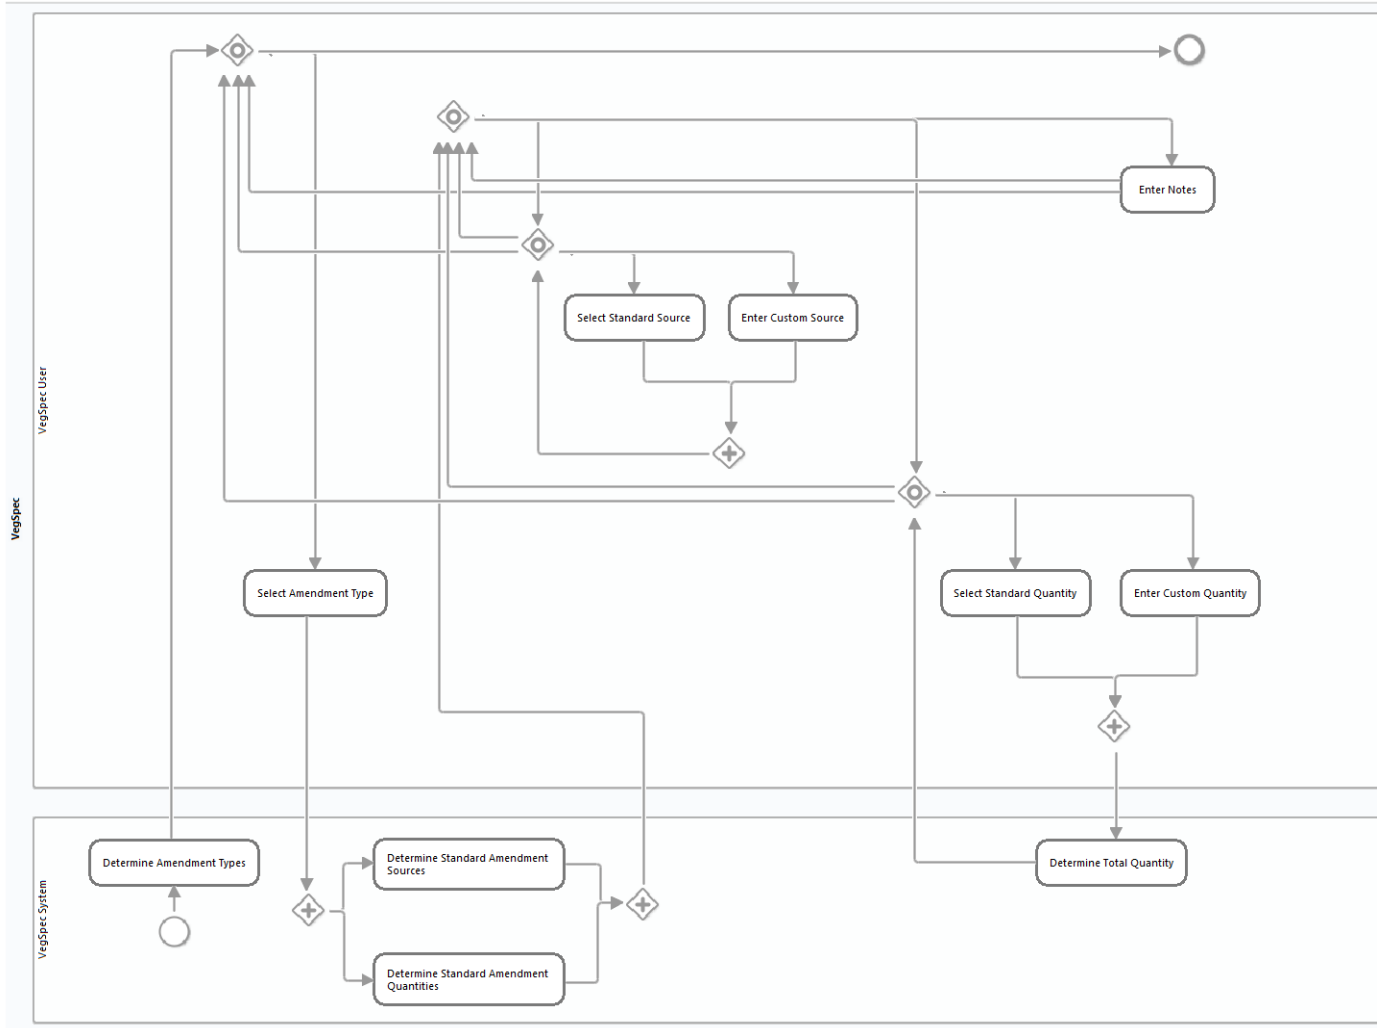 VegSpec
VegSpec User
Enter Notes
Select Standard Source
Enter Custom Source
Select Amendment Type
Select Standard Quantity
Enter Custom Quantity
VegSpec System
Determine Amendment Types
Determine Standard Amendment
Sources
Determine Total Quantity
Determine Standard Amendment
Quantities